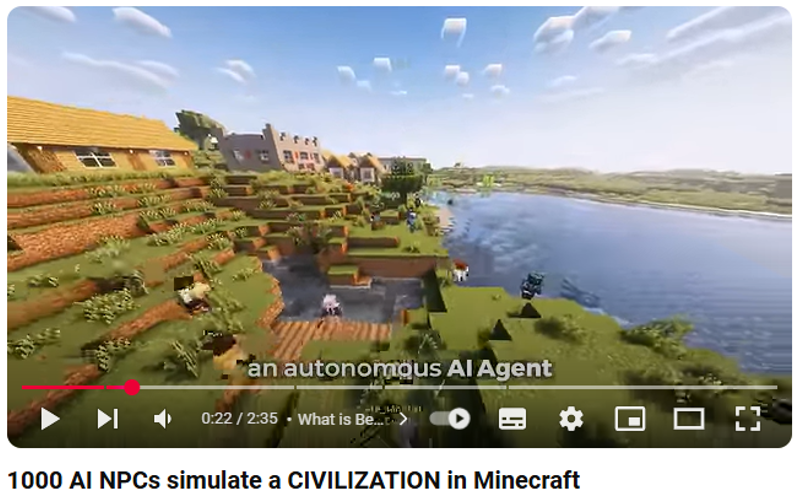 an autonomous AI Agent
0:22 / 2:35 • What is Be...
1000 AI NPCs simulate a CIVILIZATION in Minecraft